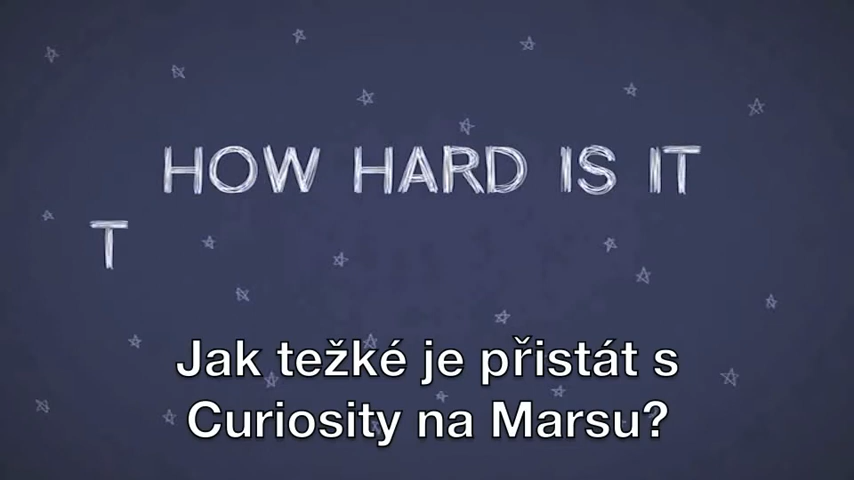 HOW HARD IS IT
T
Jak težké je přistát s
Curiosity na Marsu?